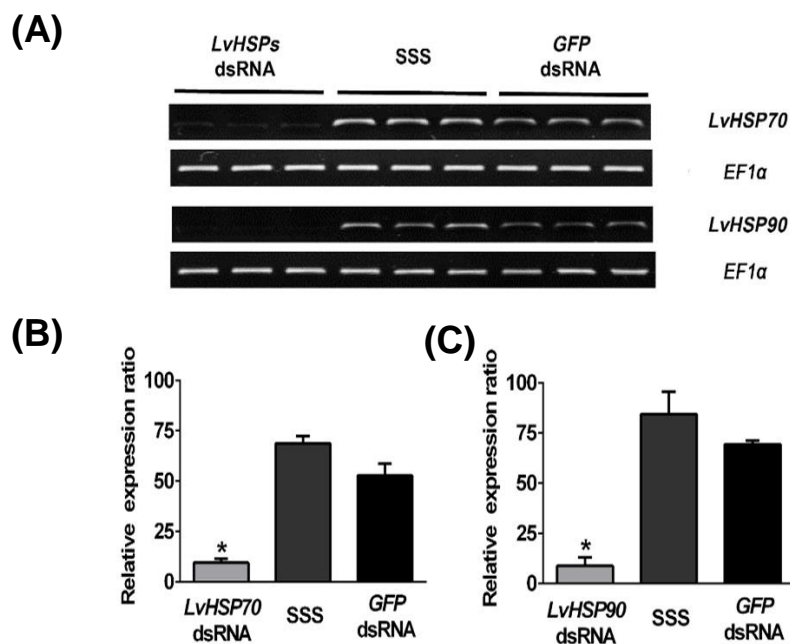 (A)
LvHSPs dsRNA
SSS
GFP dsRNA
LvHSP70
EF1α
LvHSP90
EF1α
(B)
Relative expression ratio
100
75
50
25
0
*
LvHSP70 dsRNA
SSS
GFP dsRNA
(C)
Relative expression ratio
100
75
50
25
0
*
LvHSP90 dsRNA
SSS
GFP dsRNA